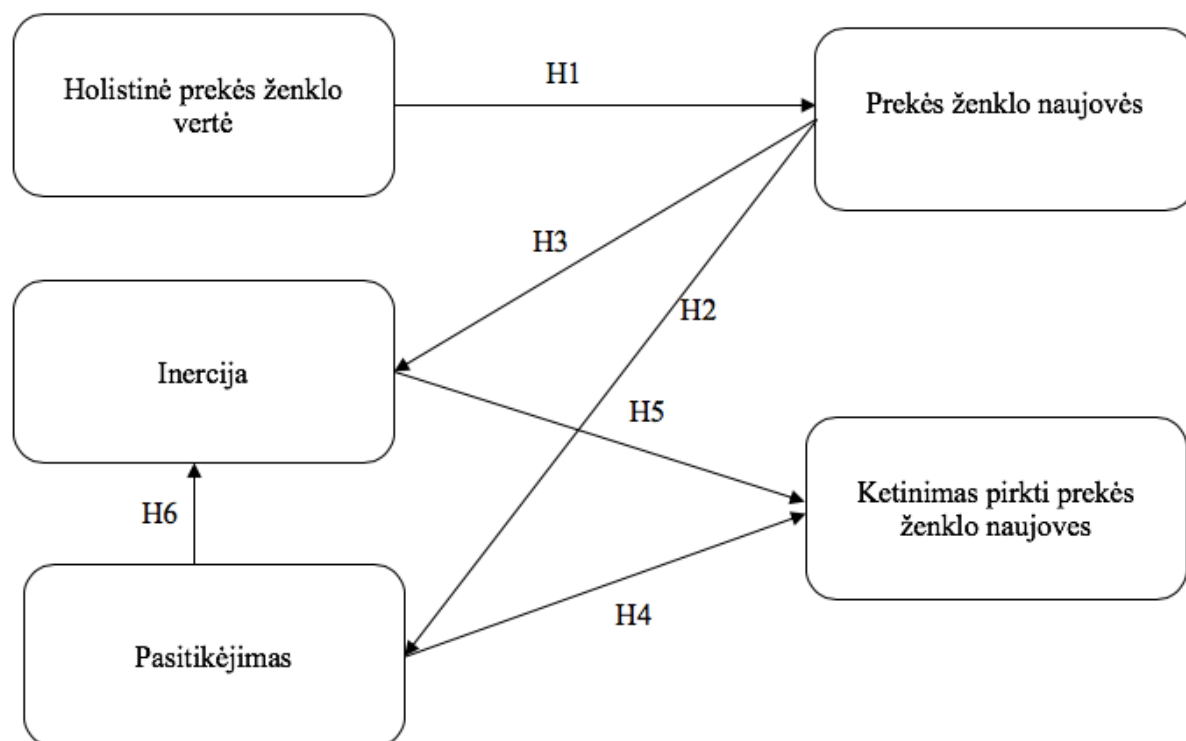 Holistinė prekės ženklo
vertė
H1
Prekės ženklo naujovės
H3
H2
Inercija
H5
H6
Ketinimas pirkti prekės
ženklo naujoves
H4
Pasitikėjimas